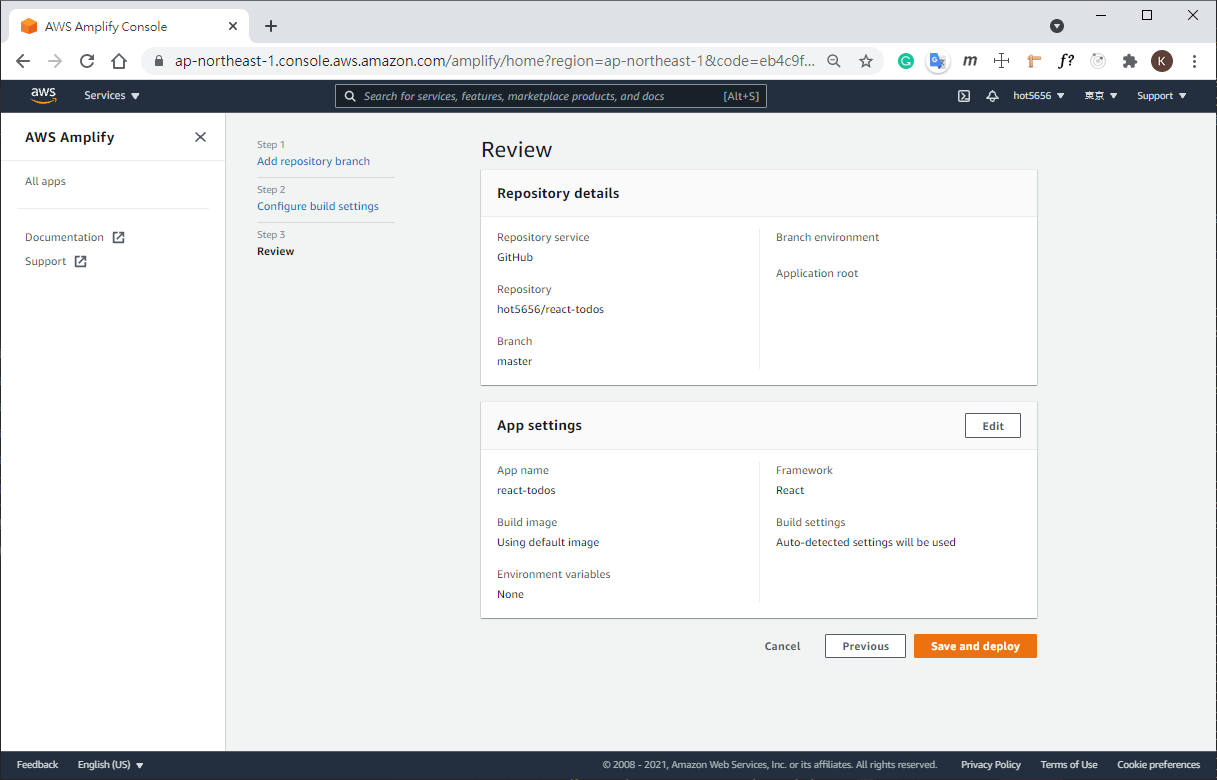 AWS Amplify Console
ap-northeast-1.console.aws.amazon.com/amplify/home?region=ap-northeast-1&code=eb4c9f...
m
f?
K
aws
Services
Search for services, features, marketplace products, and docs [Alt+S]
hot5656
東京
Support
AWS Amplify
All apps
Documentation
Support
Step 1
Add repository branch
Step 2
Configure build settings
Step 3
Review
Review
Repository details
Repository service
GitHub
Repository
hot5656/react-todos
Branch
master
Branch environment
Application root
App settings
Edit
App name
react-todos
Build image
Using default image
Environment variables
None
Framework
React
Build settings
Auto-detected settings will be used
Cancel
Previous
Save and deploy
Feedback
English (US)
© 2008 - 2021, Amazon Web Services, Inc. or its affiliates. All rights reserved.
Privacy Policy
Terms of Use
Cookie preferences